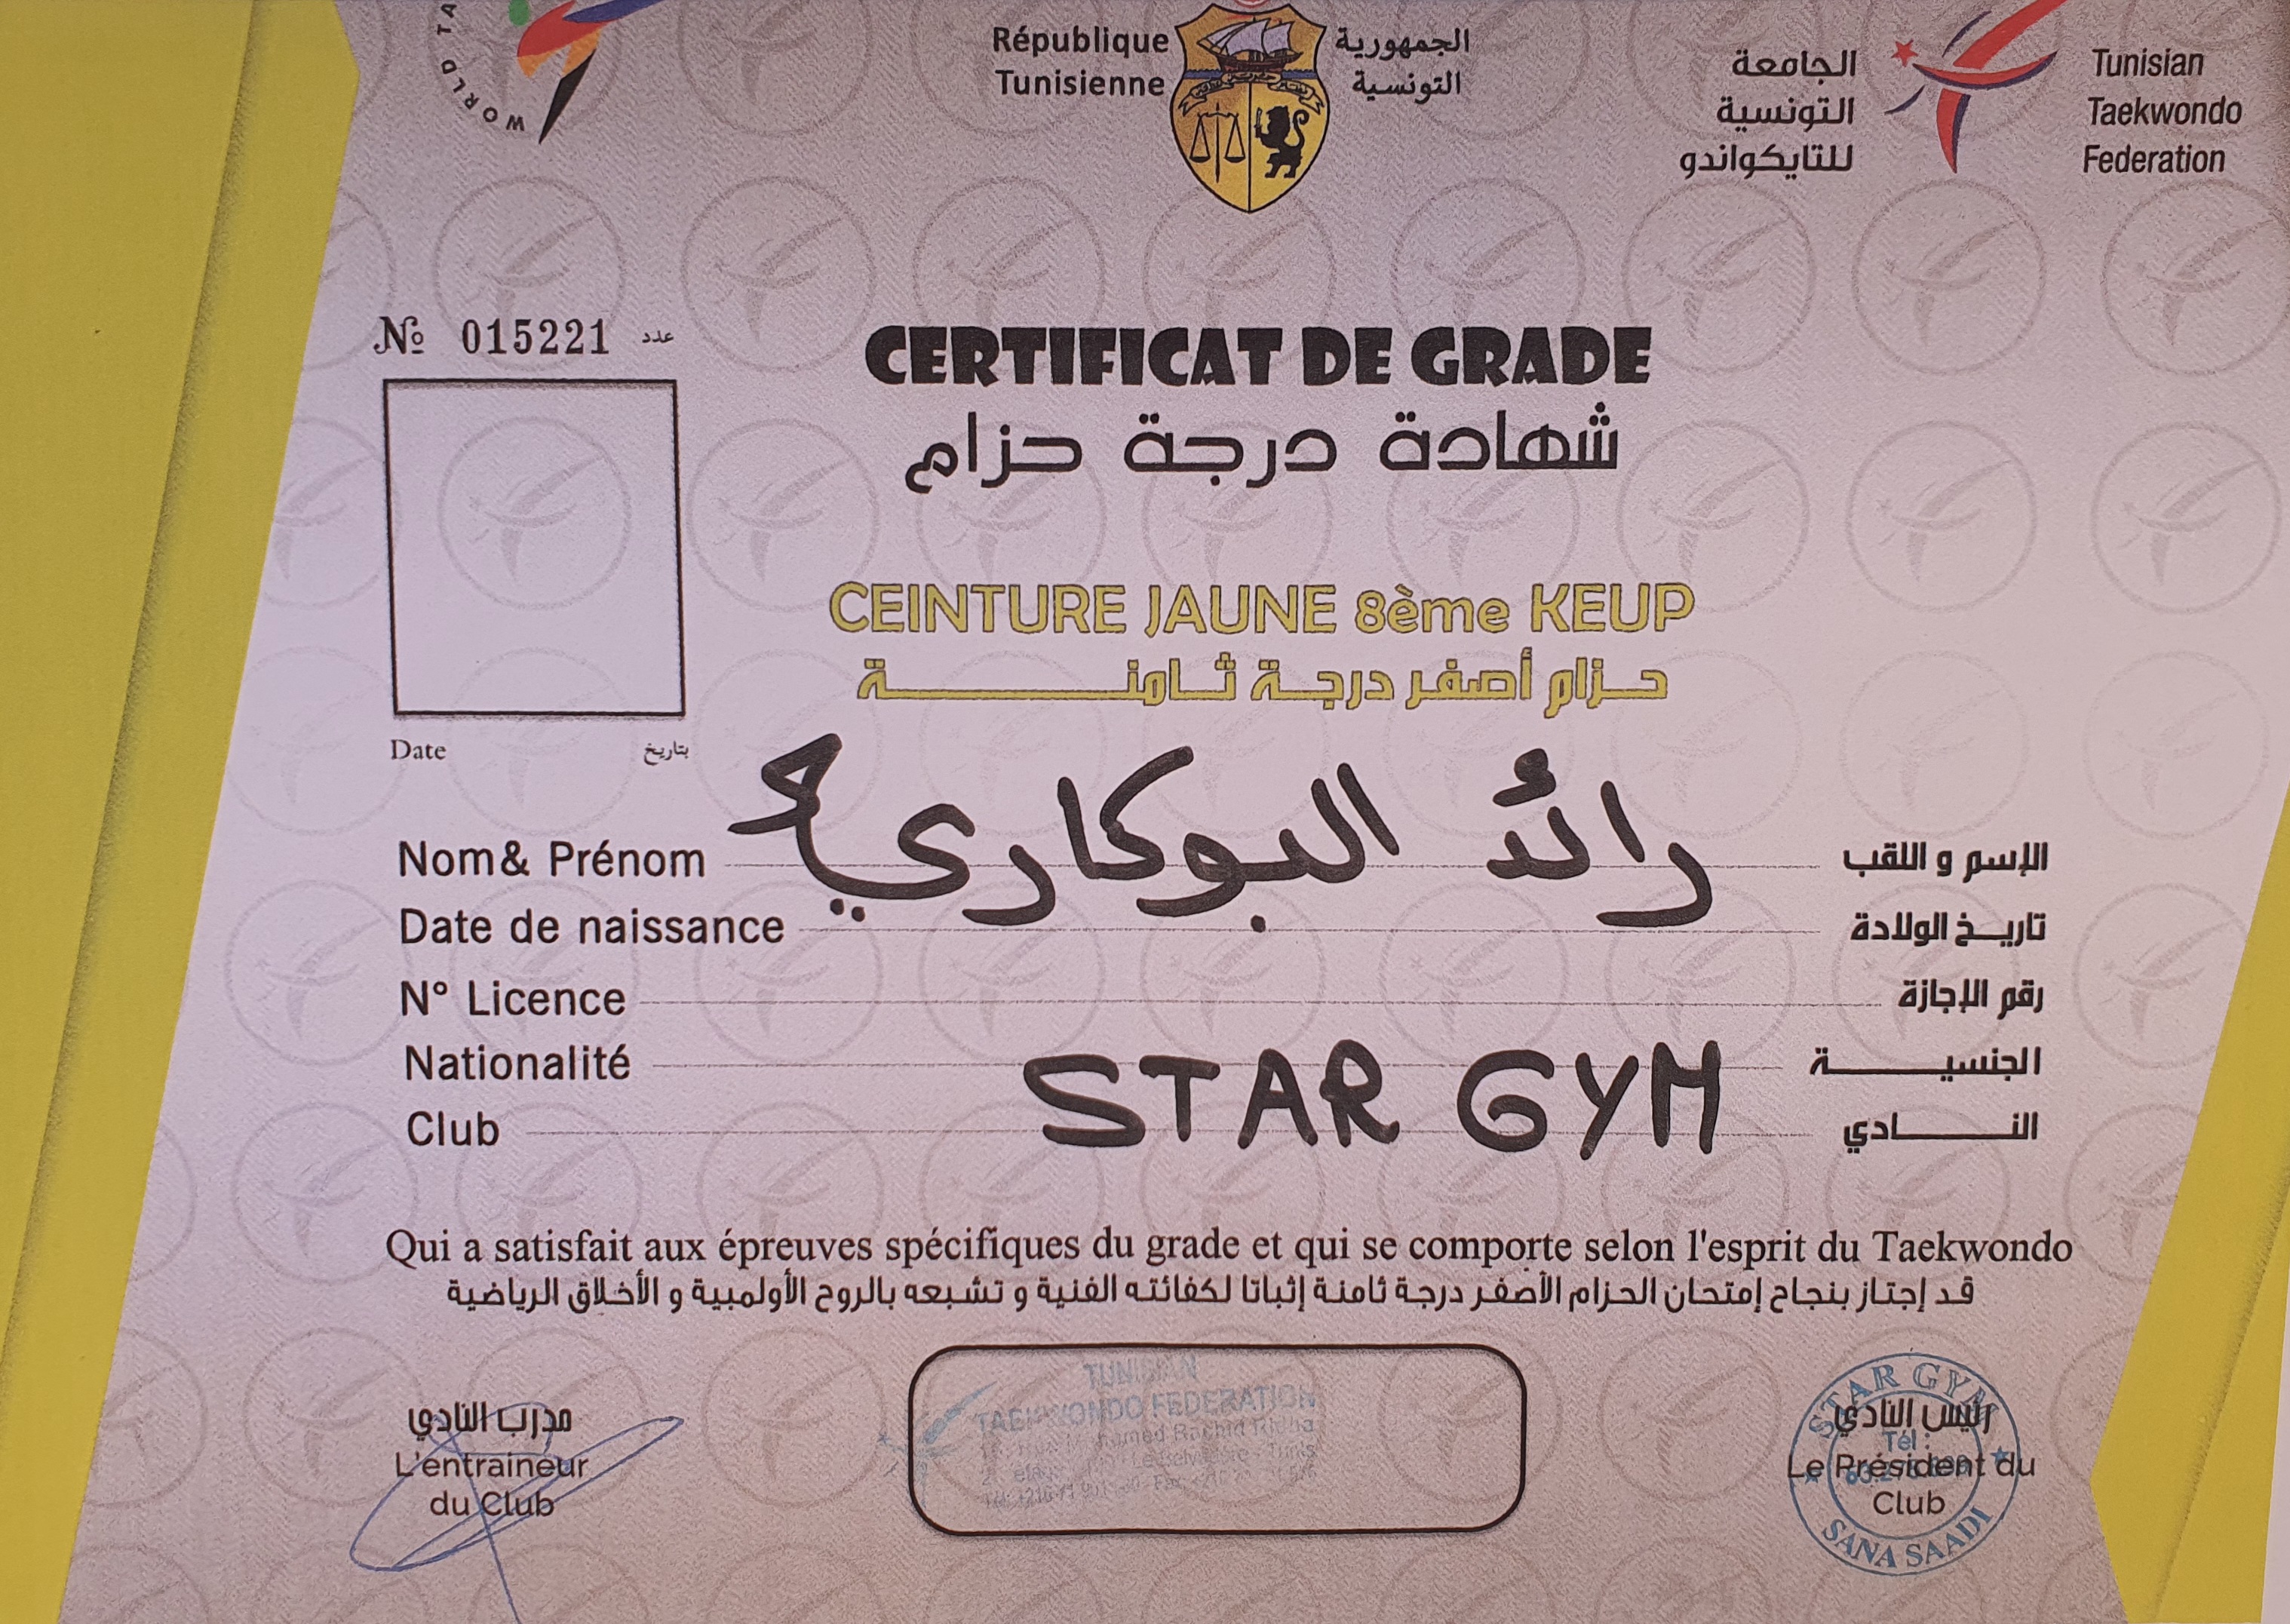 WORLD TA
République
Tunisienne
الجمهورية
التونسية
الجامعة
التونسية
للتايكواندو
Tunisian
Taekwondo
Federation
№ 015221 عدد
CERTIFICAT DE GRADE
شهادة درجة حزام
CEINTURE JAUNE 8ème KEUP
حزام أصفر درجة ثامنة
Date بتاريخ
Nom& Prénom رائد البوكاري الإسم و اللقب
Date de naissance تاريخ الولادة
N° Licence رقم الإجازة
Nationalité الجنسية
Club STAR GYM النادي
Qui a satisfait aux épreuves spécifiques du grade et qui se comporte selon l'esprit du Taekwondo
قد إجتاز بنجاح إمتحان الحزام الأصفر درجة ثامنة إثباتا لكفائته الفنية و تشبعه بالروح الأولمبية و الأخلاق الرياضية
مدرب النادي
L'entraineur
du Club
TUNISIAN
TAEKWONDO FEDERATION
STAR GYM
رئيس النادي
Tél :
Le Président du
Club
SANA SAADI